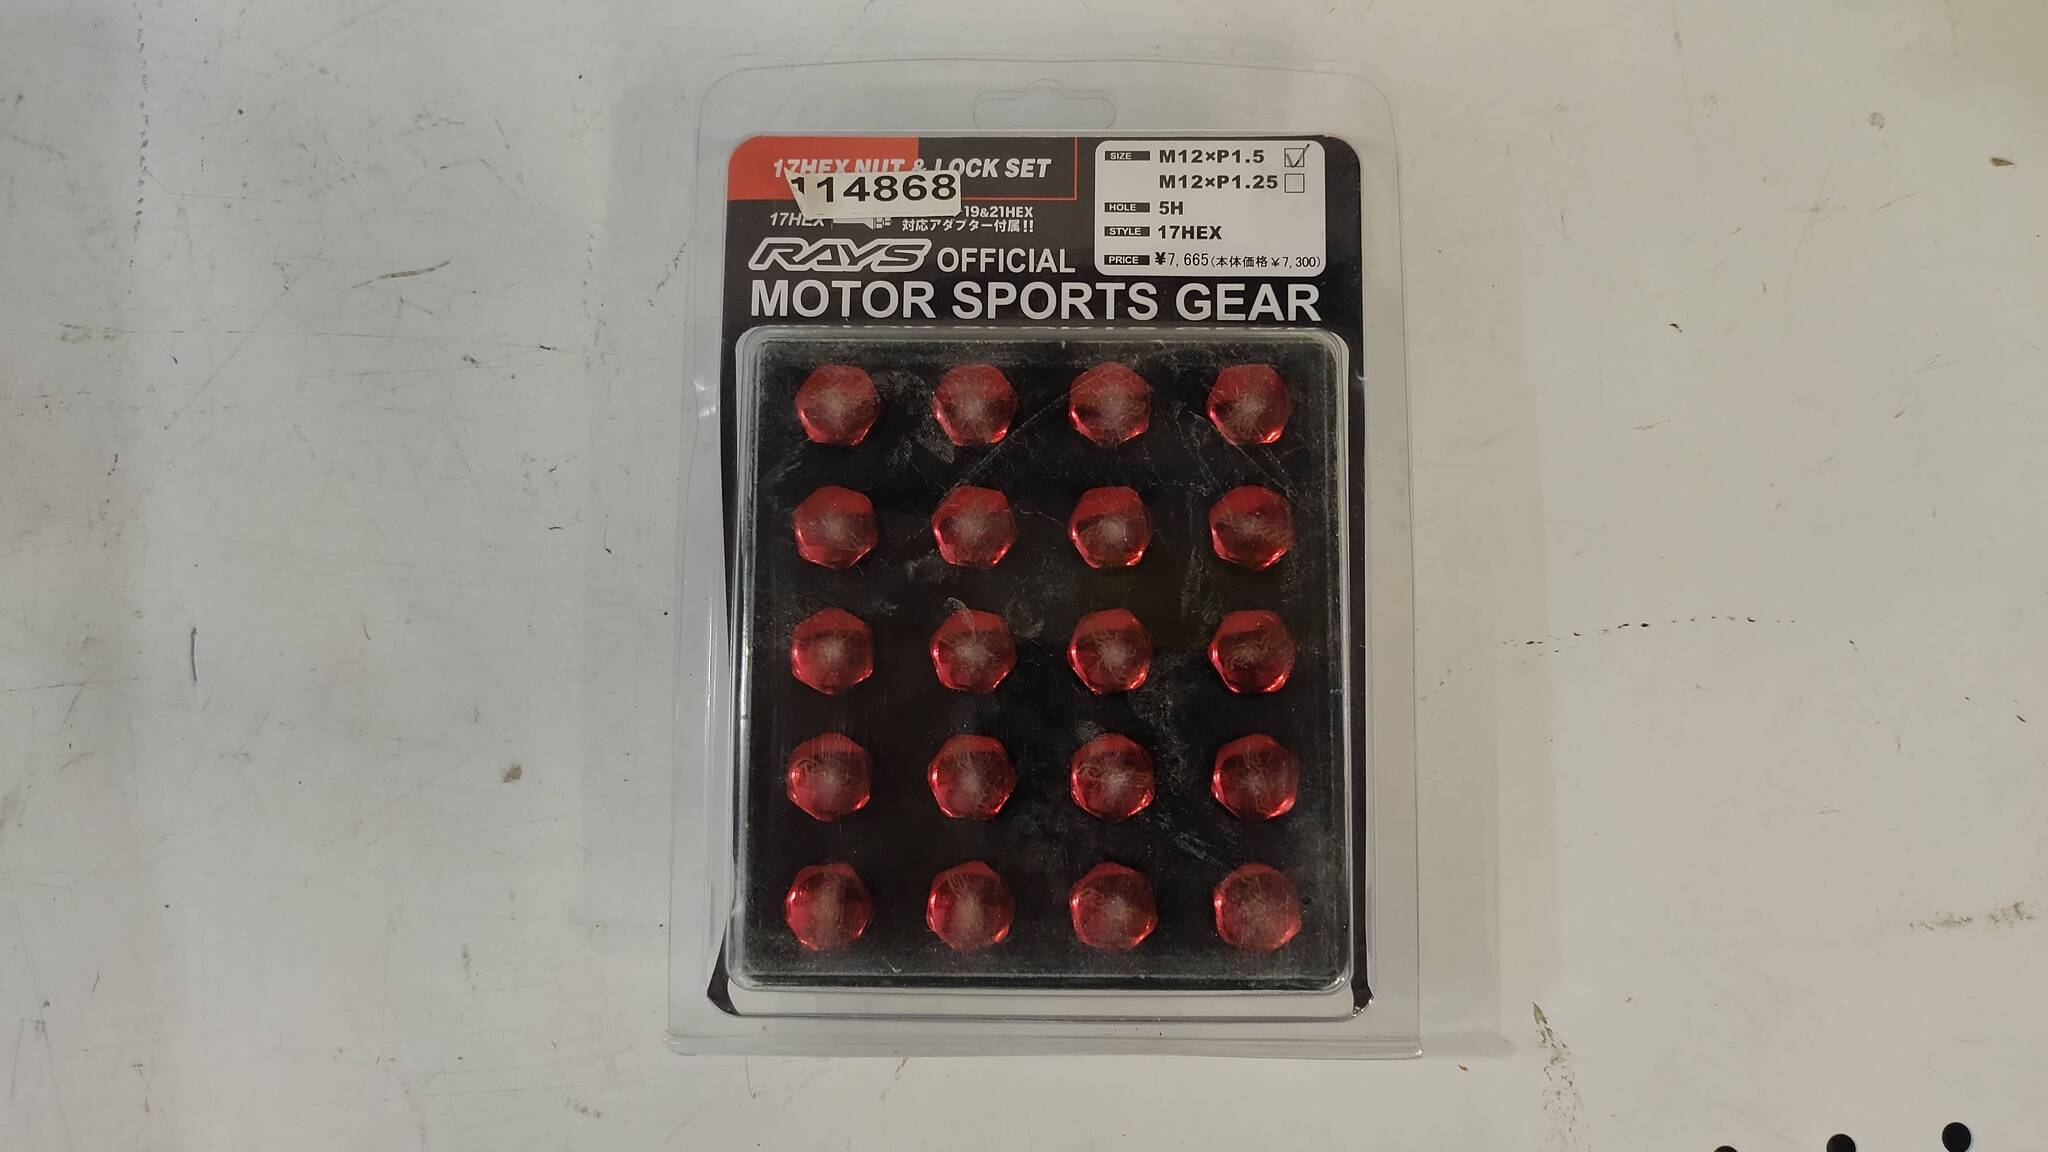 17HEX NUT & LOCK SET
114868
17HEX
19&21HEX
対応アダプター付属!!
RAYS OFFICIAL
MOTOR SPORTS GEAR
SIZE M12×P1.5
M12×P1.25
HOLE 5H
STYLE 17HEX
PRICE ¥7,665(本体価格¥7,300)